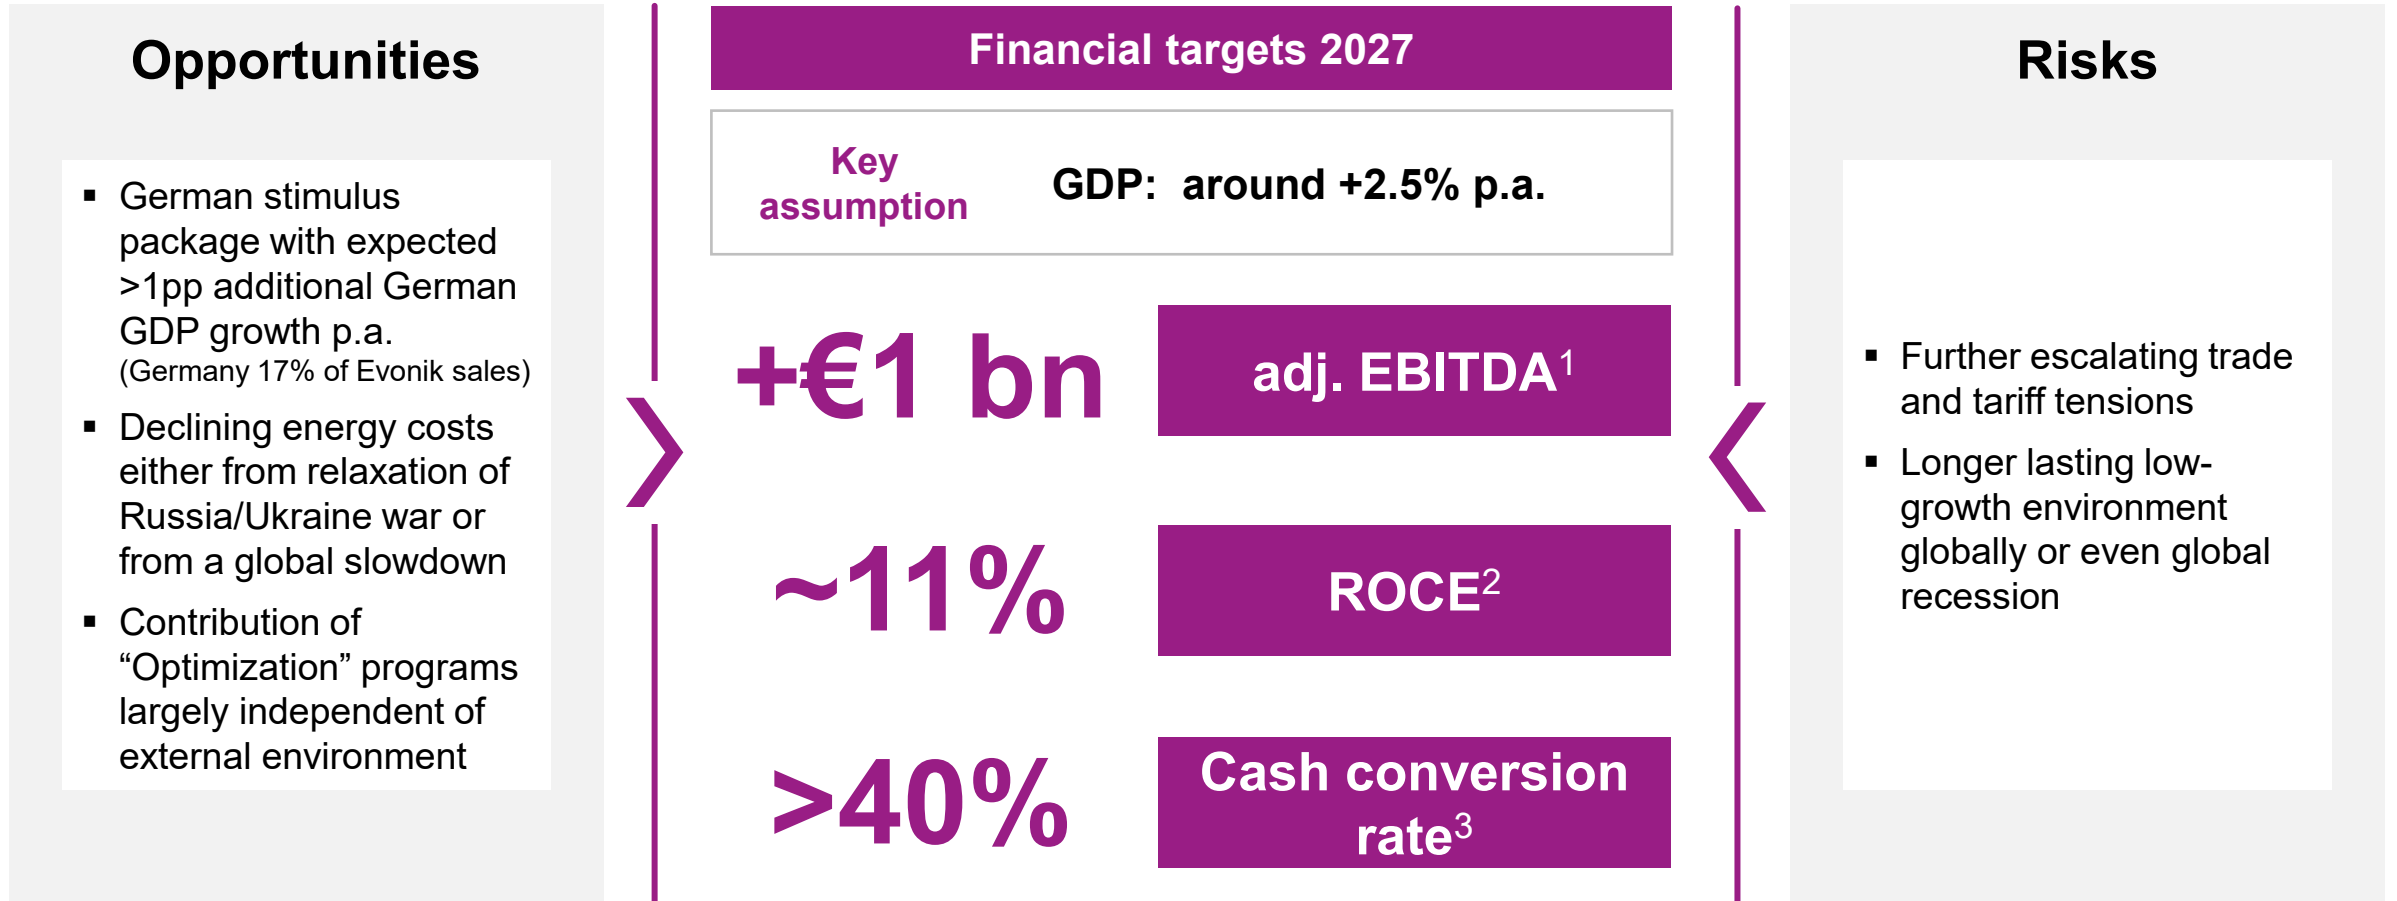 Opportunities
▪ German stimulus
package with expected
>1pp additional German
GDP growth p.a.
(Germany 17% of Evonik sales)
▪ Declining energy costs
either from relaxation of
Russia/Ukraine war or
from a global slowdown
▪ Contribution of
“Optimization” programs
largely independent of
external environment
Financial targets 2027
Key
assumption
GDP: around +2.5% p.a.
+€1 bn
adj. EBITDA¹
~11%
ROCE²
>40%
Cash conversion
rate³
Risks
▪ Further escalating trade
and tariff tensions
▪ Longer lasting low-
growth environment
globally or even global
recession